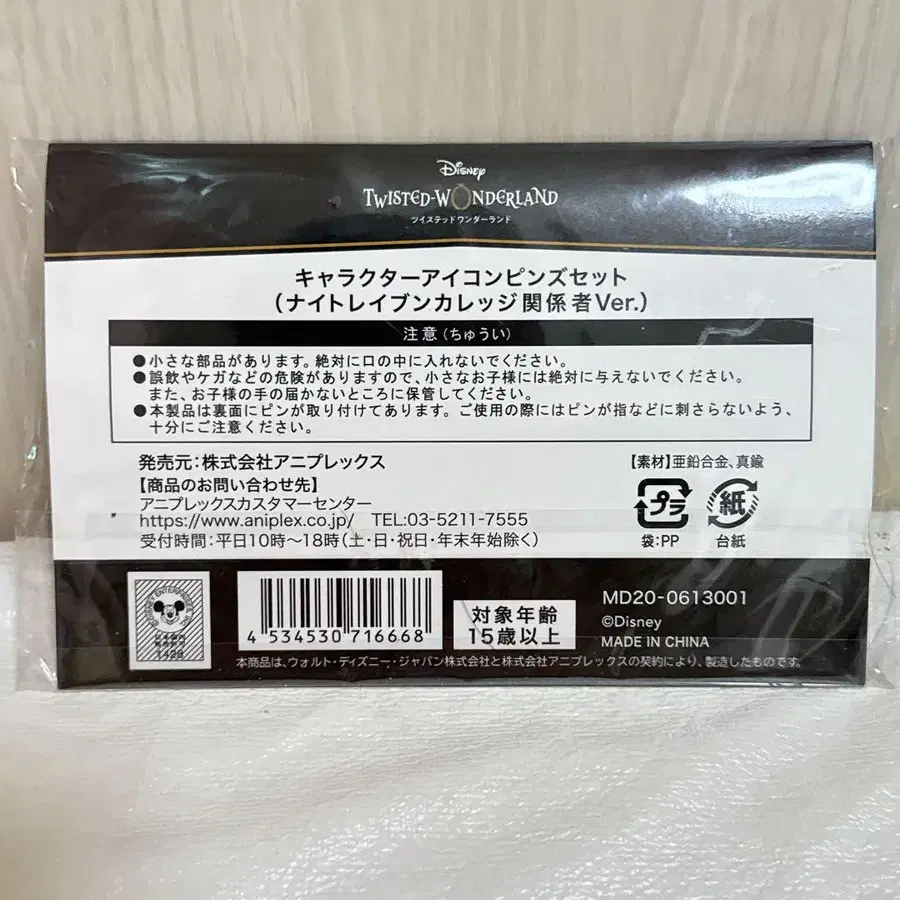 Disney
TWISTED-WONDERLAND
ツイステッドワンダーランド
キャラクターアイコンピンズセット
(ナイトレイブンカレッジ関係者Ver.)
注意(ちゅうい)
●小さな部品があります。絶対に口の中に入れないでください。
●誤飲やケガなどの危険がありますので、小さなお子様には絶対に与えないでください。
また、お子様の手の届かないところに保管してください。
●本製品は裏面にピンが取り付けてあります。ご使用の際にはピンが指などに刺さらないよう、
十分にご注意ください。
発売元:株式会社アニプレックス
【商品のお問い合わせ先】
アニプレックスカスタマーセンター
https://www.aniplex.co.jp/ TEL:03-5211-7555
受付時間:平日10時～18時(土・日・祝日・年末年始除く)
【素材】亜鉛合金、真鍮
プラ 紙
袋:PP 台紙
1428
4 534530 716668
対象年齢
15歳以上
MD20-0613001
©Disney
MADE IN CHINA
本商品は、ウォルト・ディズニー・ジャパン株式会社と株式会社アニプレックスの契約により、製造したものです。